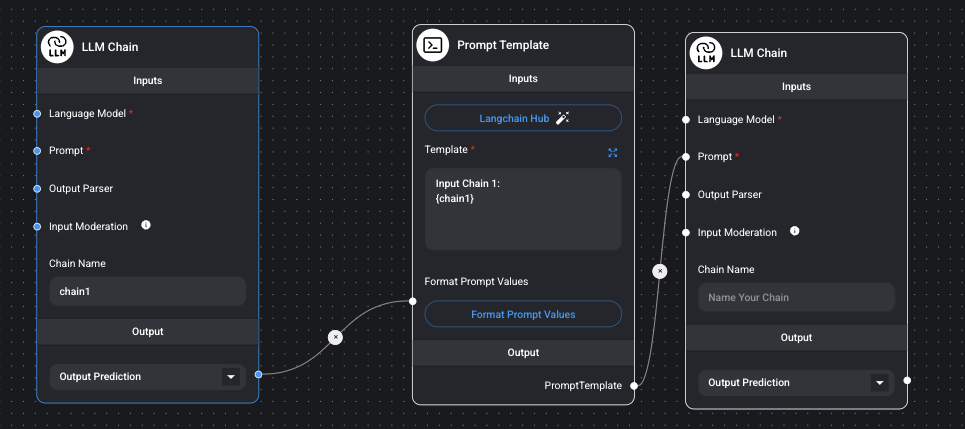 LLM
LLM Chain
Inputs
Language Model *
Prompt *
Output Parser
Input Moderation i
Chain Name
chain1
Output
Output Prediction
Prompt Template
Inputs
Langchain Hub
Template *
Input Chain 1:
{chain1}
Format Prompt Values
Format Prompt Values
Output
PromptTemplate
LLM
LLM Chain
Inputs
Language Model *
Prompt *
Output Parser
Input Moderation i
Chain Name
Name Your Chain
Output
Output Prediction